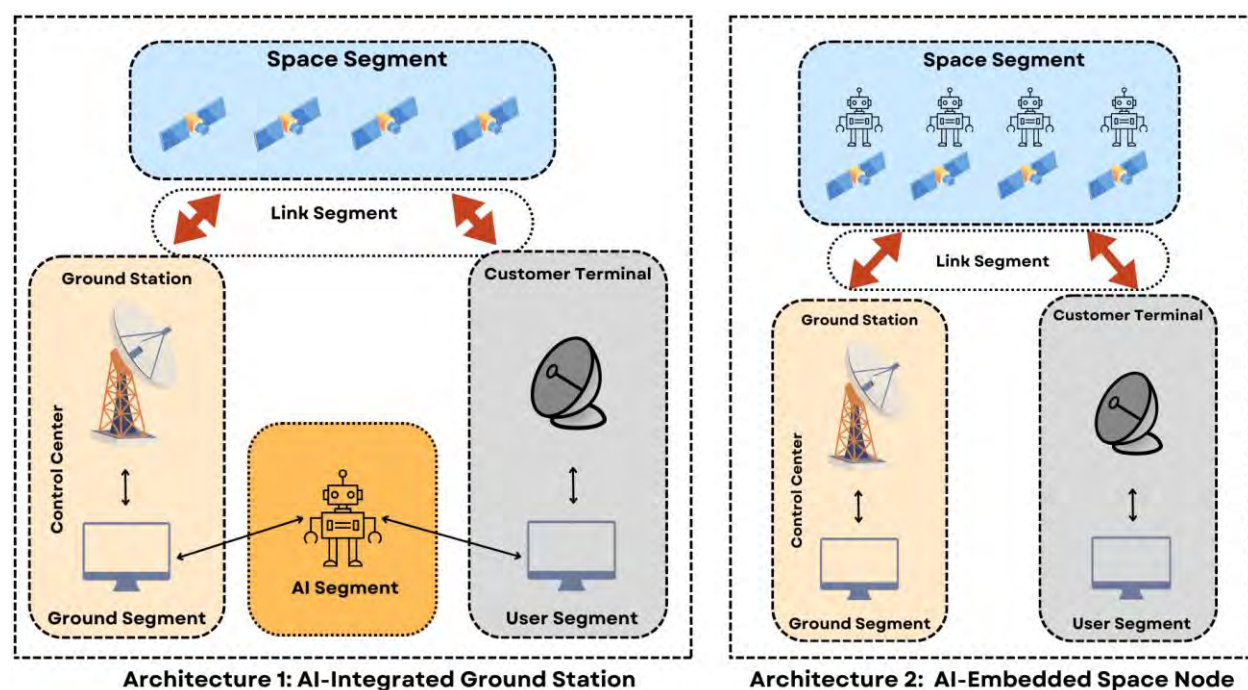 Space Segment
Link Segment
Ground Station
Customer Terminal
Control Center
AI Segment
Ground Segment
User Segment
Architecture 1: AI-Integrated Ground Station
Space Segment
Link Segment
Ground Station
Customer Terminal
Control Center
Ground Segment
User Segment
Architecture 2: AI-Embedded Space Node